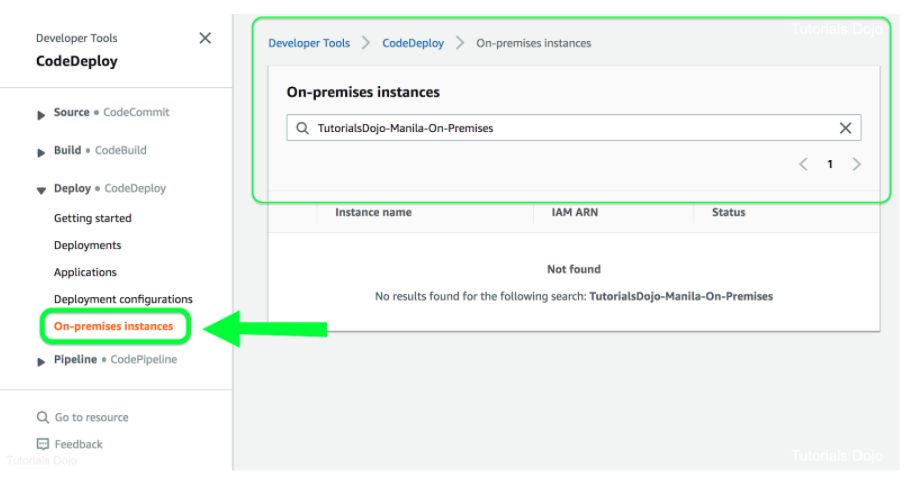 Developer Tools
CodeDeploy
Source • CodeCommit
Build • CodeBuild
Deploy • CodeDeploy
Getting started
Deployments
Applications
Deployment configurations
On-premises instances
Pipeline • CodePipeline
Go to resource
Feedback
Tutorials Dojo
Tutorials Dojo
Developer Tools > CodeDeploy > On-premises instances
On-premises instances
TutorialsDojo-Manila-On-Premises
< 1 >
Instance name IAM ARN Status
Not found
No results found for the following search: TutorialsDojo-Manila-On-Premises
Tutorials Dojo